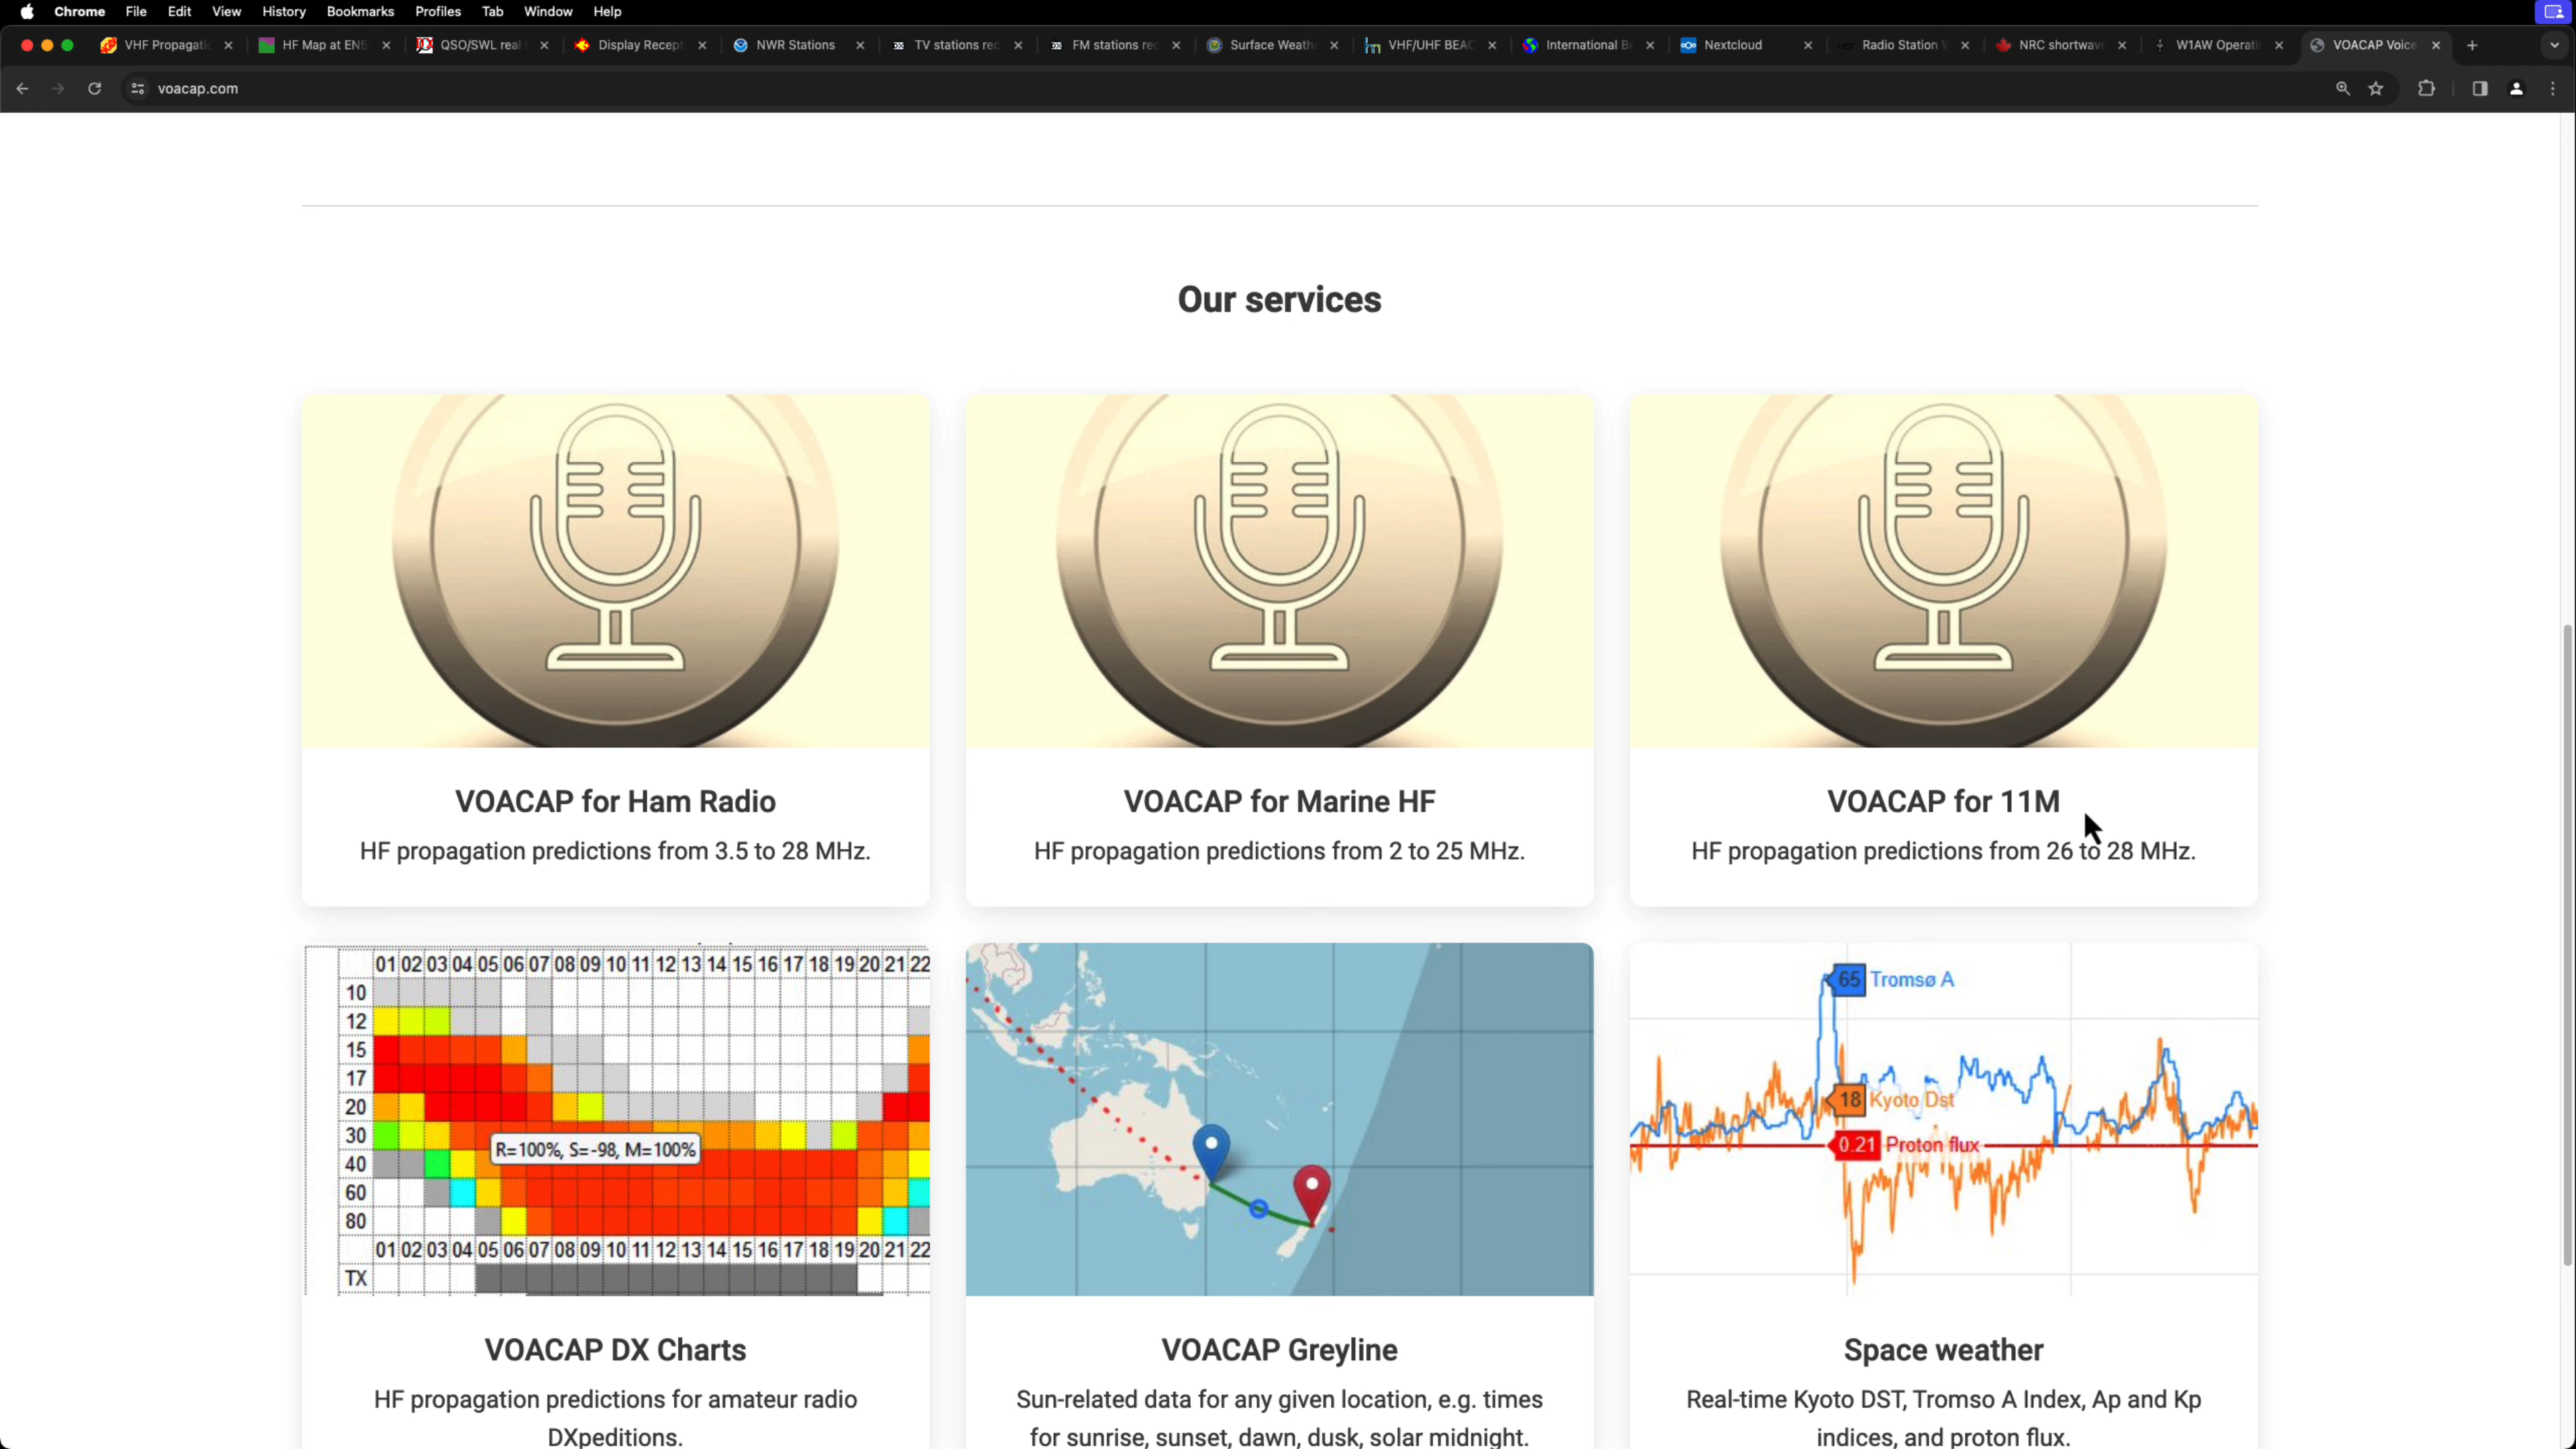 Chrome File Edit View History Bookmarks Profiles Tab Window Help
VHF Propagati HF Map at EN5 QSO/SWL real Display Recept NWR Stations TV stations rec FM stations rec Surface Weath VHF/UHF BEAC International B Nextcloud Radio Station NRC shortwav W1AW Operati VOACAP Voice
voacap.com
Our services
VOACAP for Ham Radio
HF propagation predictions from 3.5 to 28 MHz.
VOACAP for Marine HF
HF propagation predictions from 2 to 25 MHz.
VOACAP for 11M
HF propagation predictions from 26 to 28 MHz.
01 02 03 04 05 06 07 08 09 10 11 12 13 14 15 16 17 18 19 20 21 22
10
12
15
17
20
30
R=100%, S=-98, M=100%
40
60
80
01 02 03 04 05 06 07 08 09 10 11 12 13 14 15 16 17 18 19 20 21 22
TX
65 Tromsø A
18 Kyoto Dst
0.21 Proton flux
VOACAP DX Charts
HF propagation predictions for amateur radio
DXpeditions.
VOACAP Greyline
Sun-related data for any given location, e.g. times
for sunrise, sunset, dawn, dusk, solar midnight.
Space weather
Real-time Kyoto DST, Tromso A Index, Ap and Kp
indices, and proton flux.